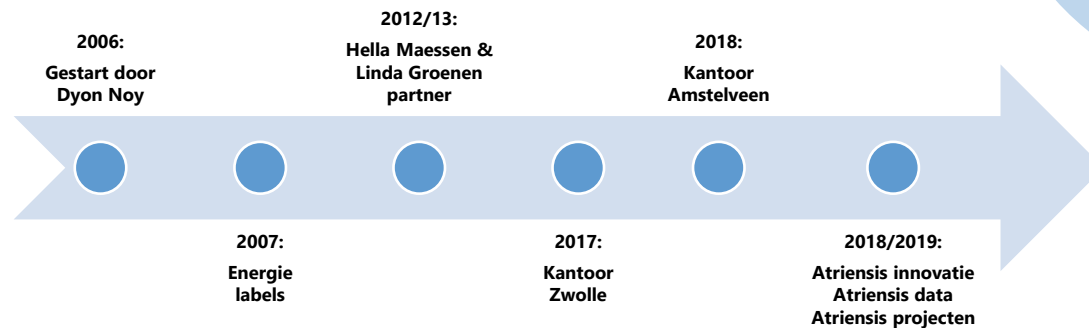 2006:
Gestart door
Dyon Noy
2007:
Energie
labels
2012/13:
Hella Maessen &
Linda Groenen
partner
2017:
Kantoor
Zwolle
2018:
Kantoor
Amstelveen
2018/2019:
Atriensis innovatie
Atriensis data
Atriensis projecten